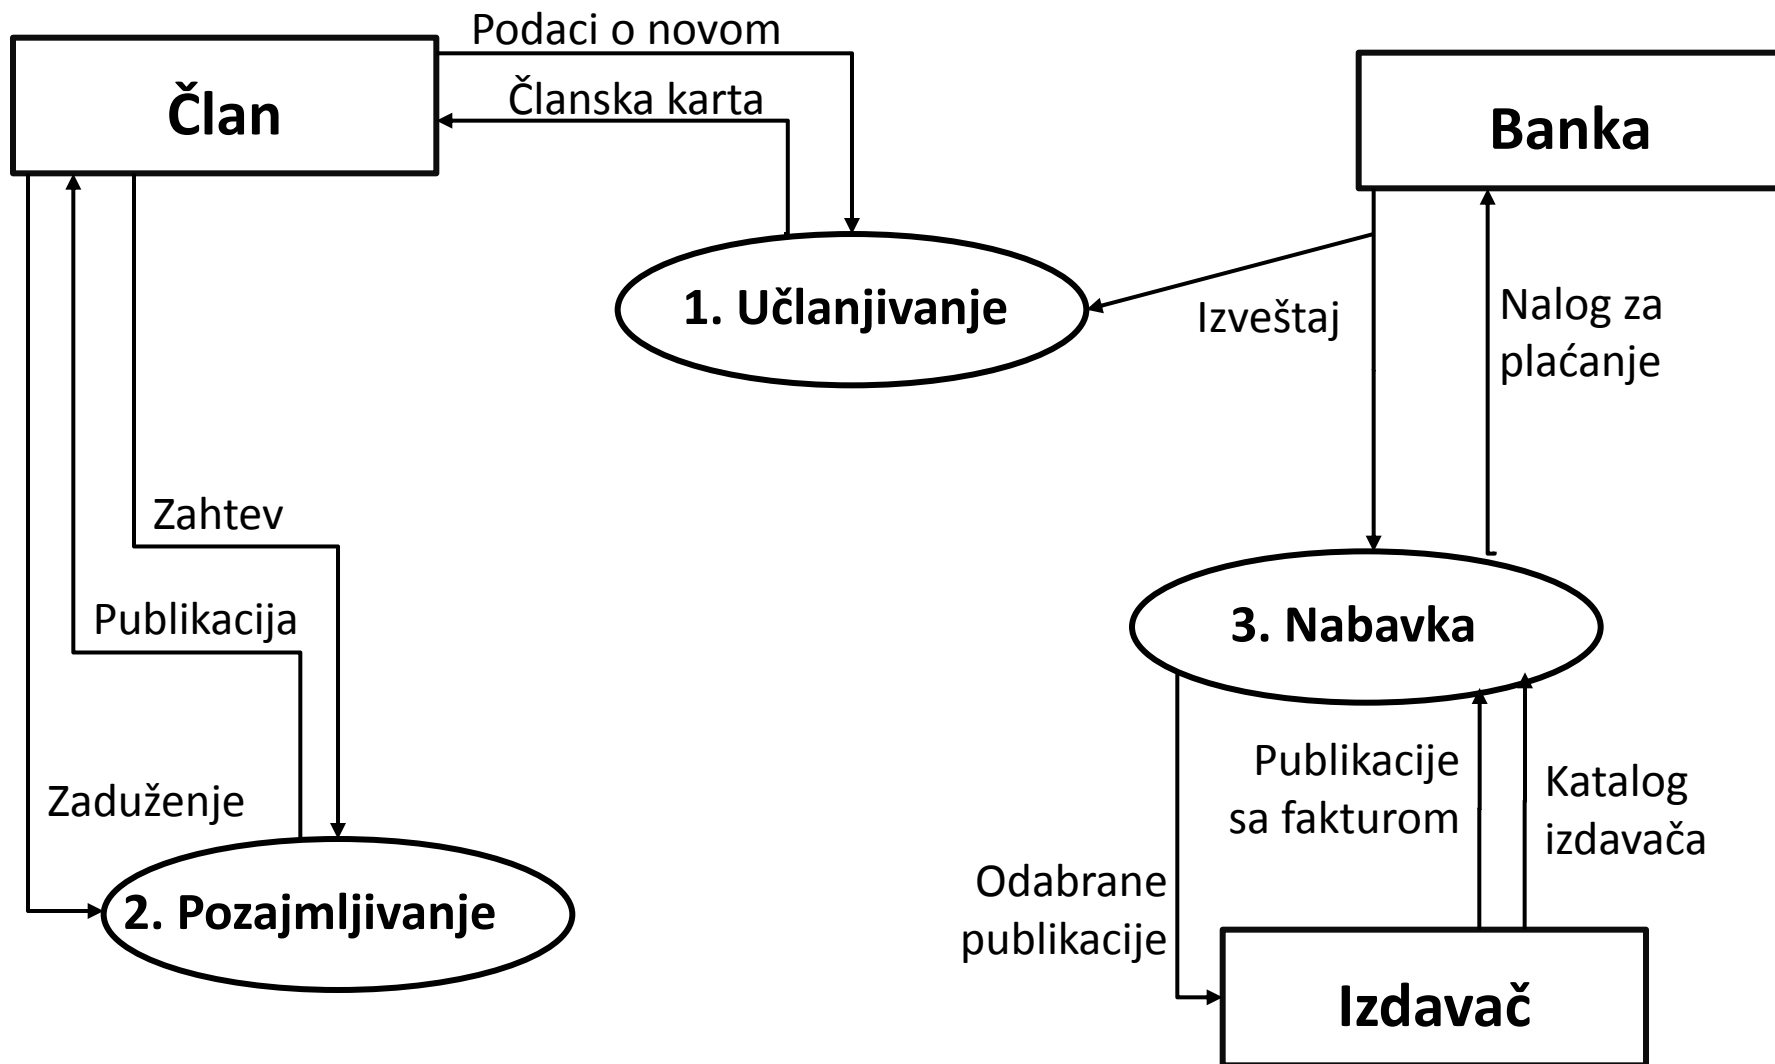 Podaci o novom
Član
Članska karta
Banka
1. Učlanjivanje
Izveštaj
Nalog za
plaćanje
Zahtev
Publikacija
3. Nabavka
Zaduženje
Publikacije
sa fakturom
Katalog
izdavača
2. Pozajmljivanje
Odabrane
publikacije
Izdavač